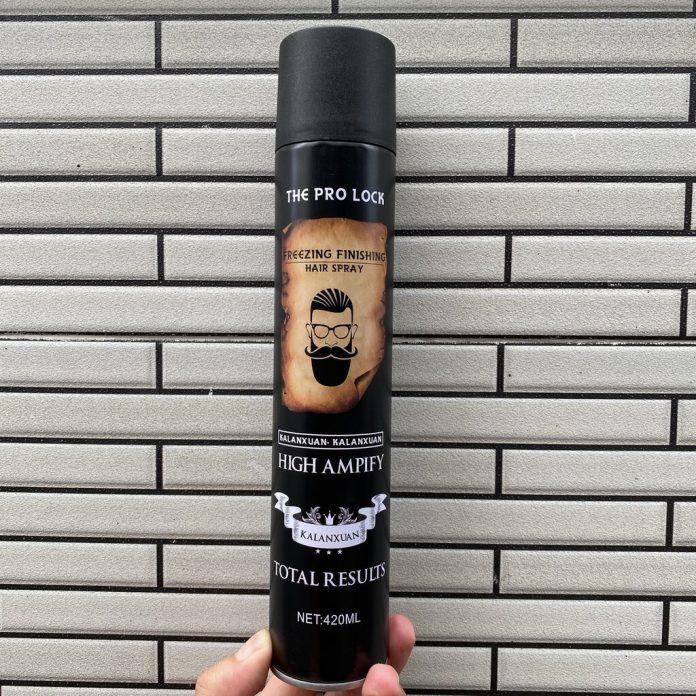 THE PRO LOCK
FREEZING FINISHING
HAIR SPRAY
KALANXUAN- KALANXUAN
HIGH AMPIFY
KALANXUAN
TOTAL RESULTS
NET:420ML